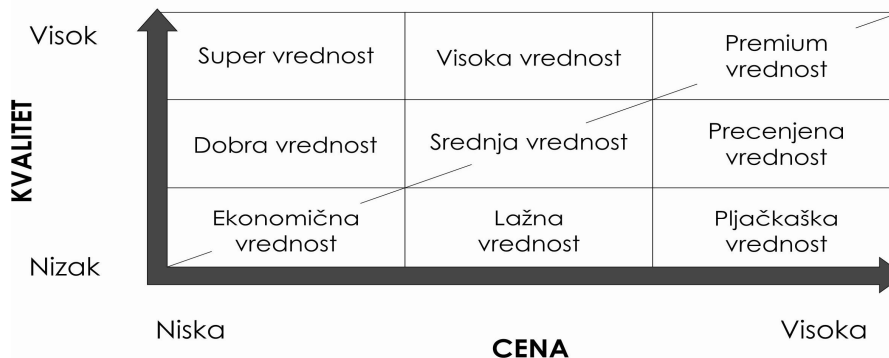 Visok
Super vrednost
Visoka vrednost
Premium
vrednost
KVALITET
Dobra vrednost
Srednja vrednost
Precenjena
vrednost
Ekonomična
vrednost
Lažna
vrednost
Pljačkaška
vrednost
Nizak
Niska
CENA
Visoka